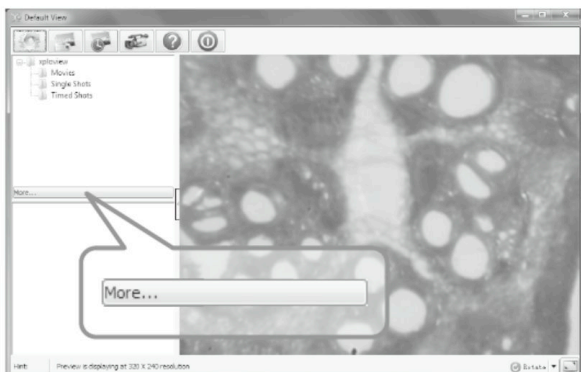 Default View
xploview
Movies
Single Shots
Timed Shots
More...
More...
Hint: Preview is displaying at 320 X 240 resolution
Rotate